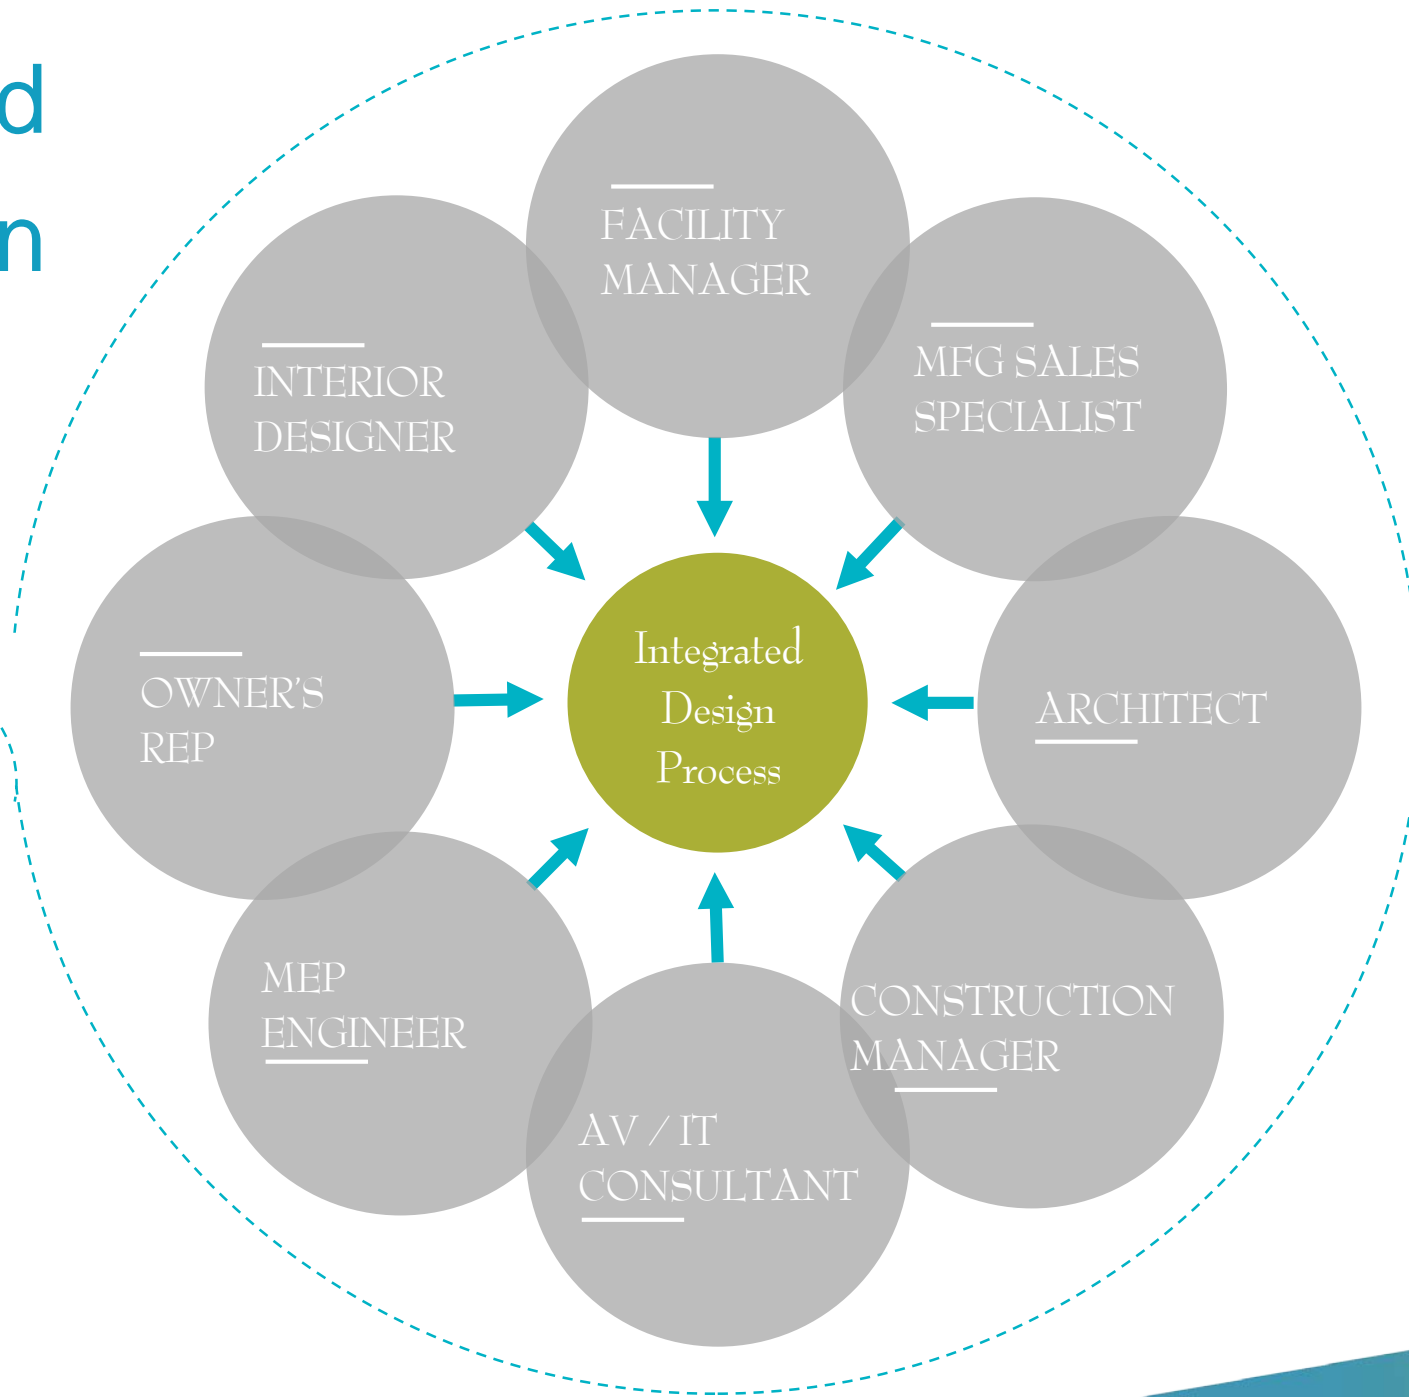 d
n
FACILITY
MANAGER
MFG SALES
SPECIALIST
INTERIOR
DESIGNER
OWNER'S
REP
Integrated
Design
Process
ARCHITECT
MEP
ENGINEER
CONSTRUCTION
MANAGER
AV / IT
CONSULTANT